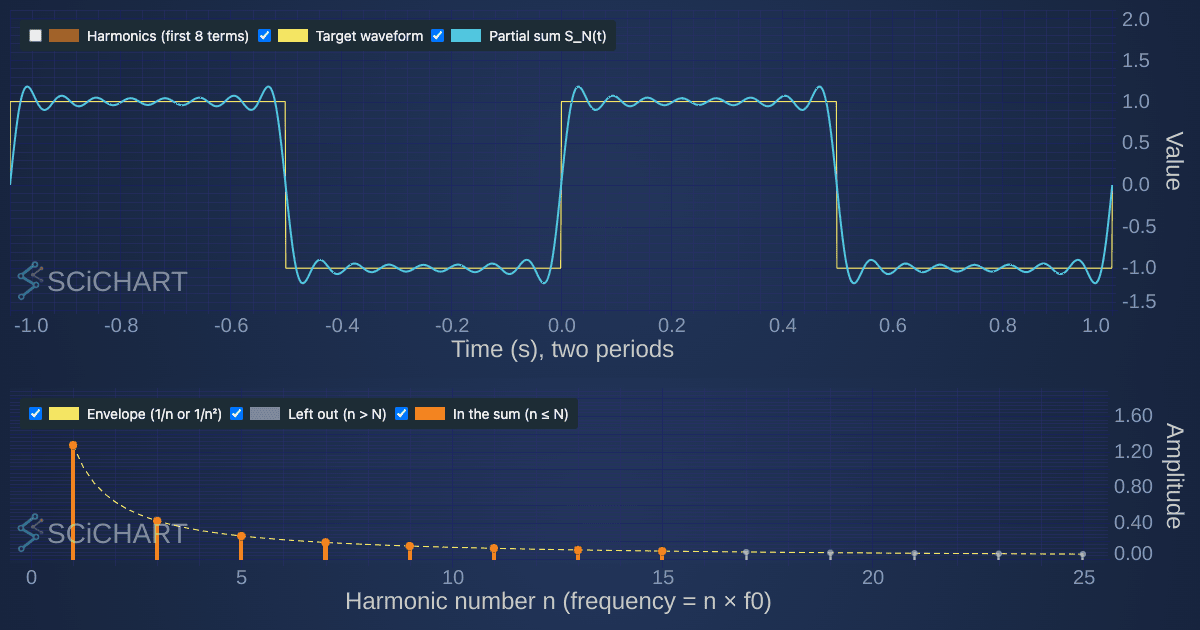 Harmonics (first 8 terms) Target waveform Partial sum S_N(t)
2.0
1.5
1.0
0.5
0.0
-0.5
-1.0
-1.5
Value
SCiCHART
-1.0 -0.8 -0.6 -0.4 -0.2 0.0 0.2 0.4 0.6 0.8 1.0
Time (s), two periods
Envelope (1/n or 1/n²) Left out (n > N) In the sum (n ≤ N)
1.60
1.20
0.80
0.40
0.00
Amplitude
SCiCHART
0 5 10 15 20 25
Harmonic number n (frequency = n × f0)